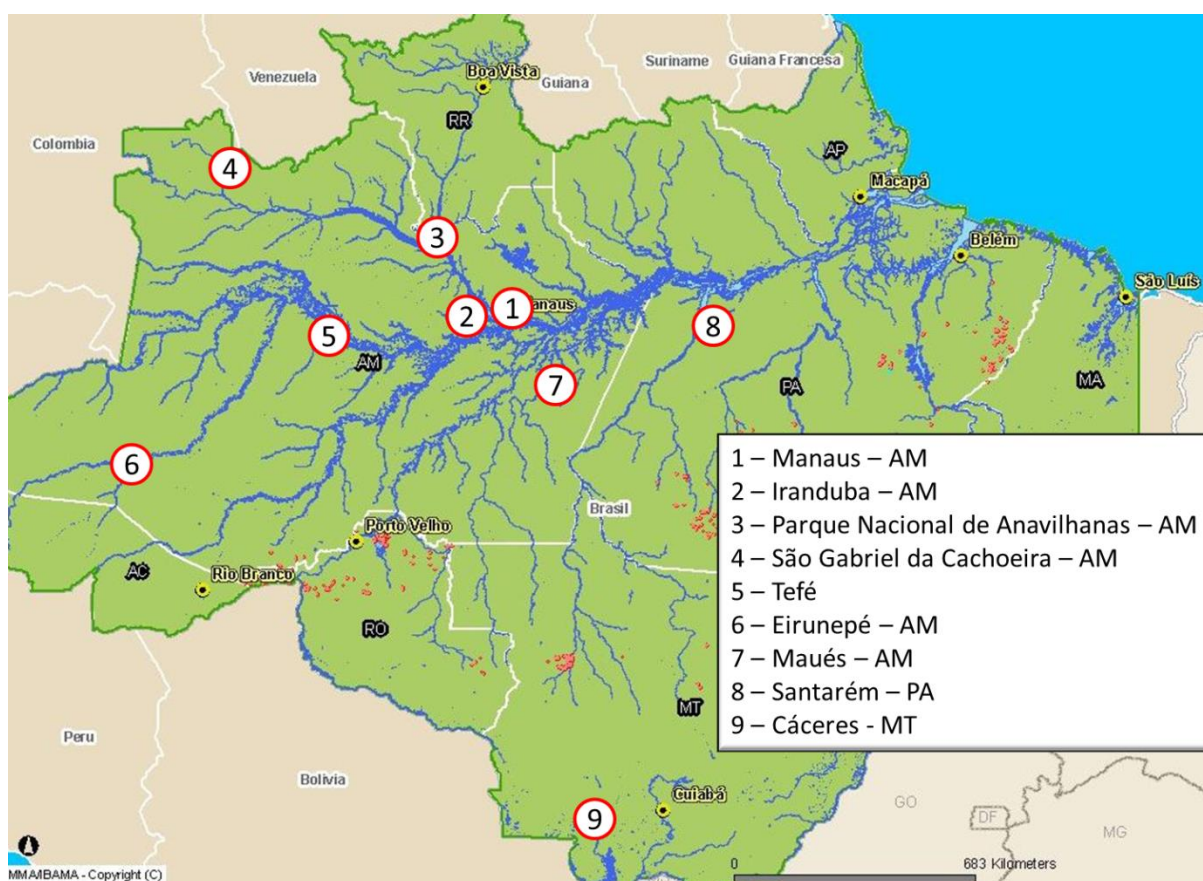 Venezuela
Boa Vista
Guiana
Suriname
Guiana Francesa
Colombia
RR
AP
4
Macapá
3
Belém
São Luís
2
1
anaus
8
5
AM
7
PA
MA
6
1 – Manaus – AM
2 – Iranduba – AM
3 – Parque Nacional de Anavilhanas – AM
4 – São Gabriel da Cachoeira – AM
5 – Tefé
6 – Eirunepé – AM
7 – Maués – AM
8 – Santarém – PA
9 – Cáceres - MT
Brasil
Porto Velho
AC
Rio Branco
RO
MT
Peru
Bolivia
Cuiabá
GO
DF
MG
9
0
683 Kilometers
MMA/IBAMA - Copyright (C)